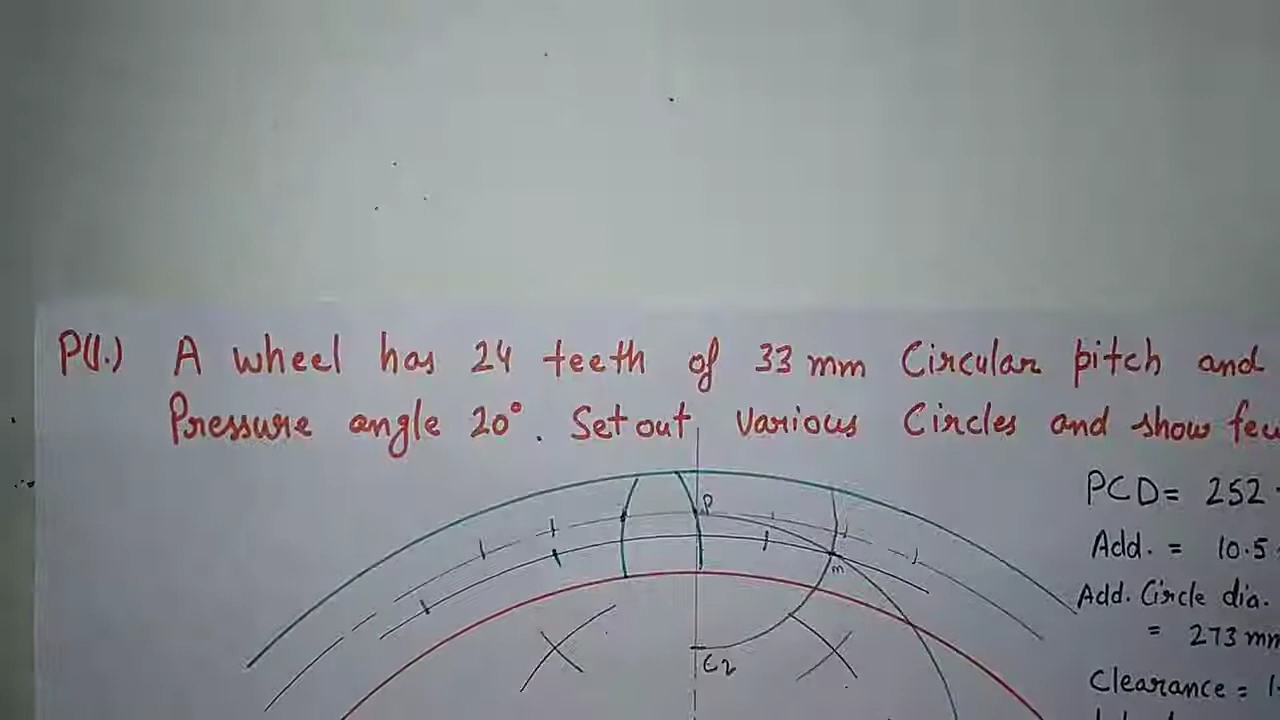 P(1.) A wheel has 24 teeth of 33 mm Circular pitch and
Pressure angle 20°. Set out various Circles and show few
PCD = 252
Add. = 10.5
Add. Circle dia.
= 273 mm
Clearance = 1.
P
m
C2